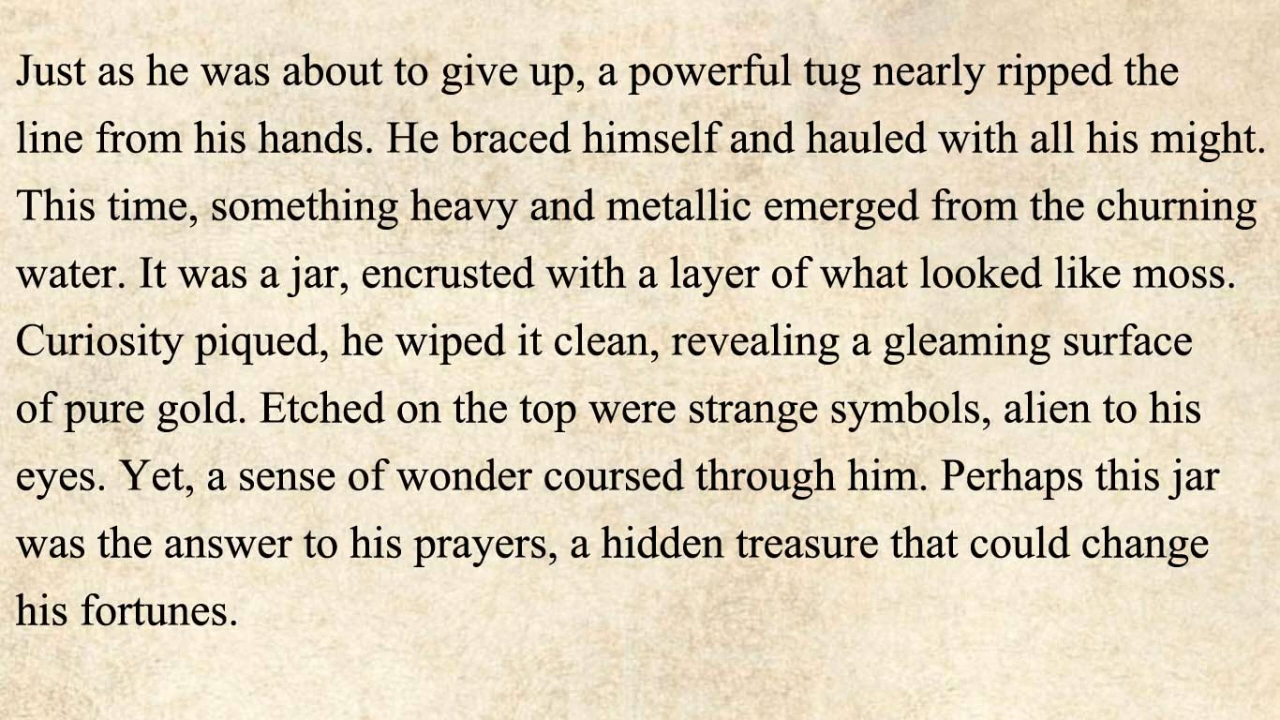 Just as he was about to give up, a powerful tug nearly ripped the
line from his hands. He braced himself and hauled with all his might.
This time, something heavy and metallic emerged from the churning
water. It was a jar, encrusted with a layer of what looked like moss.
Curiosity piqued, he wiped it clean, revealing a gleaming surface
of pure gold. Etched on the top were strange symbols, alien to his
eyes. Yet, a sense of wonder coursed through him. Perhaps this jar
was the answer to his prayers, a hidden treasure that could change
his fortunes.